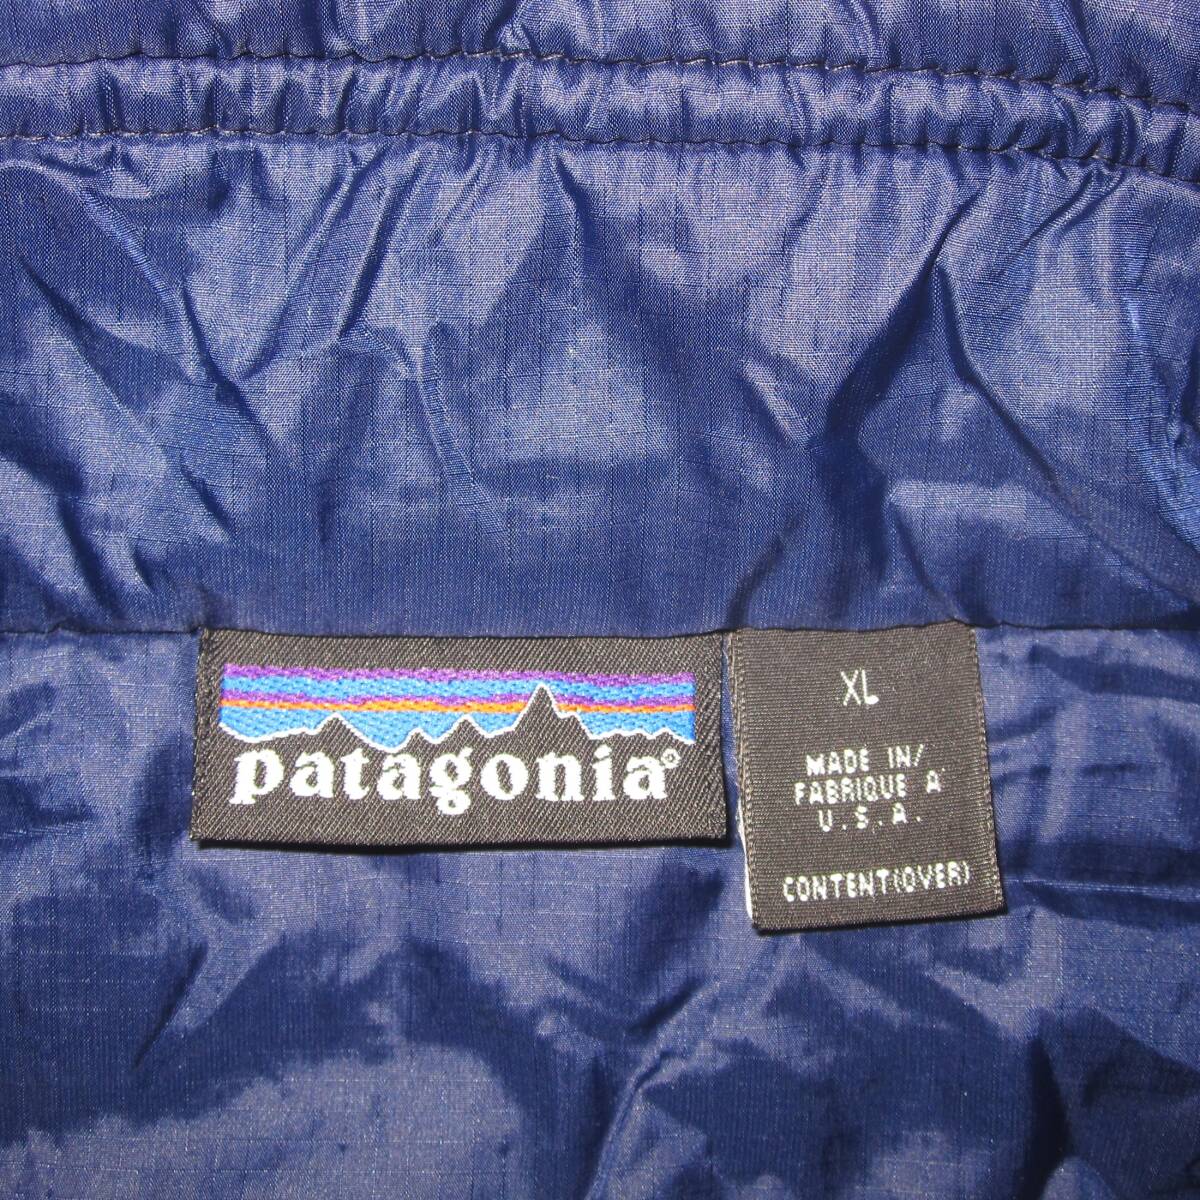 patagonia®
XL
MADE IN/
FABRIQUE A
U.S.A.
CONTENT(OVER)